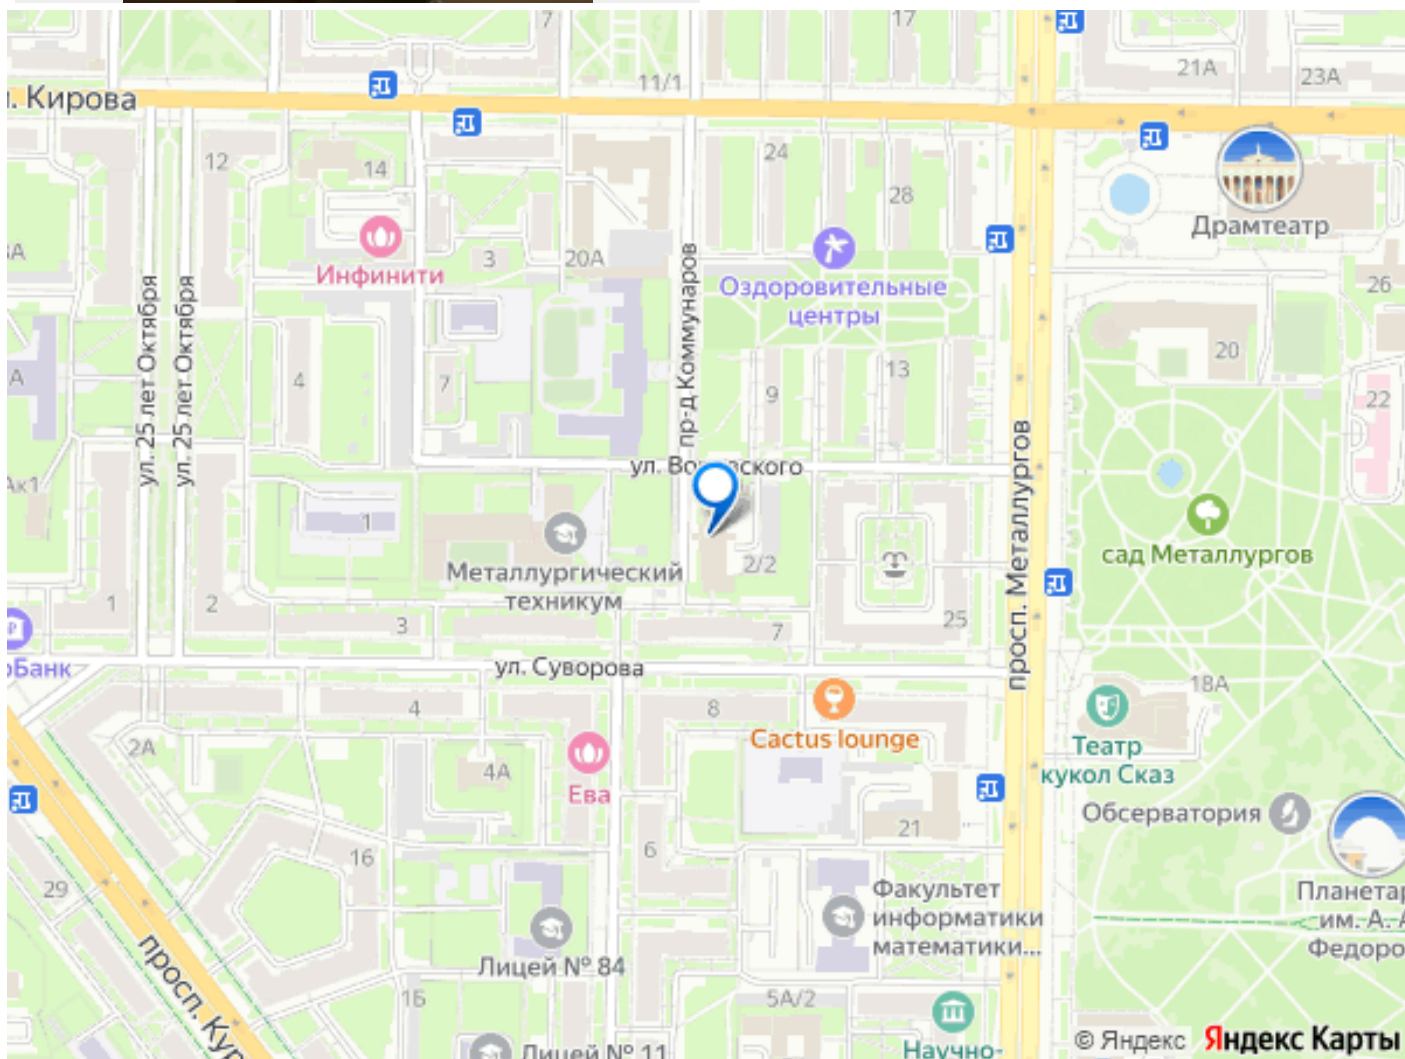 7
17
11/1
21А
23А
л. Кирова
12
14
24
28
Драмтеатр
Инфинити
3
20А
Оздоровительные
центры
26
ул. 25 лет Октября
ул. 25 лет Октября
пр-д Коммунаров
4
7
9
13
20
22
ул. Во
вского
просп. Металлургов
1
Металлургический
техникум
2/2
сад Металлургов
1
2
3
7
25
Банк
ул. Суворова
18А
4
8
Cactus lounge
2А
4А
Ева
Театр
кукол Сказ
Обсерватория
21
6
16
29
Факультет
информатики
математики...
Планетар
им. А. А
Федоро
просп. Кур
Лицей № 84
1Б
5А/2
Лицей № 11
Научно-
© Яндекс Яндекс Карты